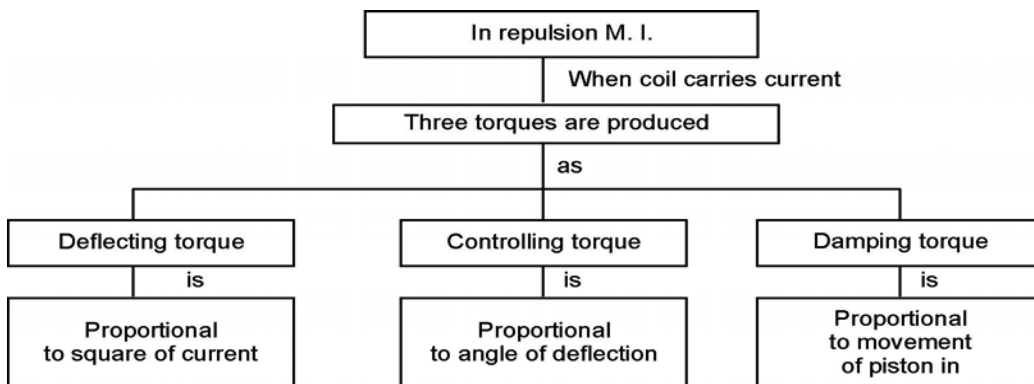 In repulsion M. I.
When coil carries current
Three torques are produced
as
Deflecting torque
Controlling torque
Damping torque
is
is
is
Proportional
to square of current
Proportional
to angle of deflection
Proportional
to movement
of piston in